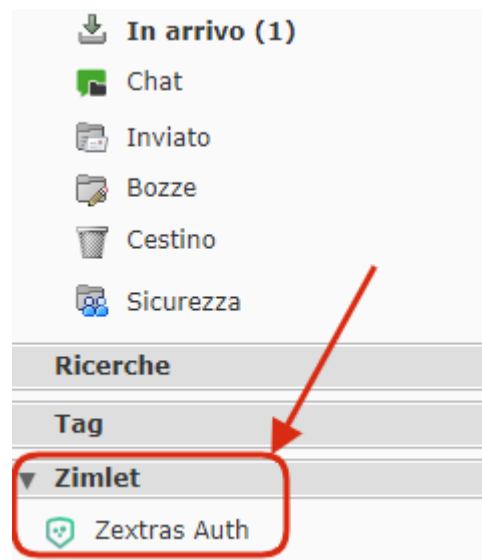 In arrivo (1)
Chat
Inviato
Bozze
Cestino
Sicurezza
Ricerche
Tag
Zimlet
Zextras Auth